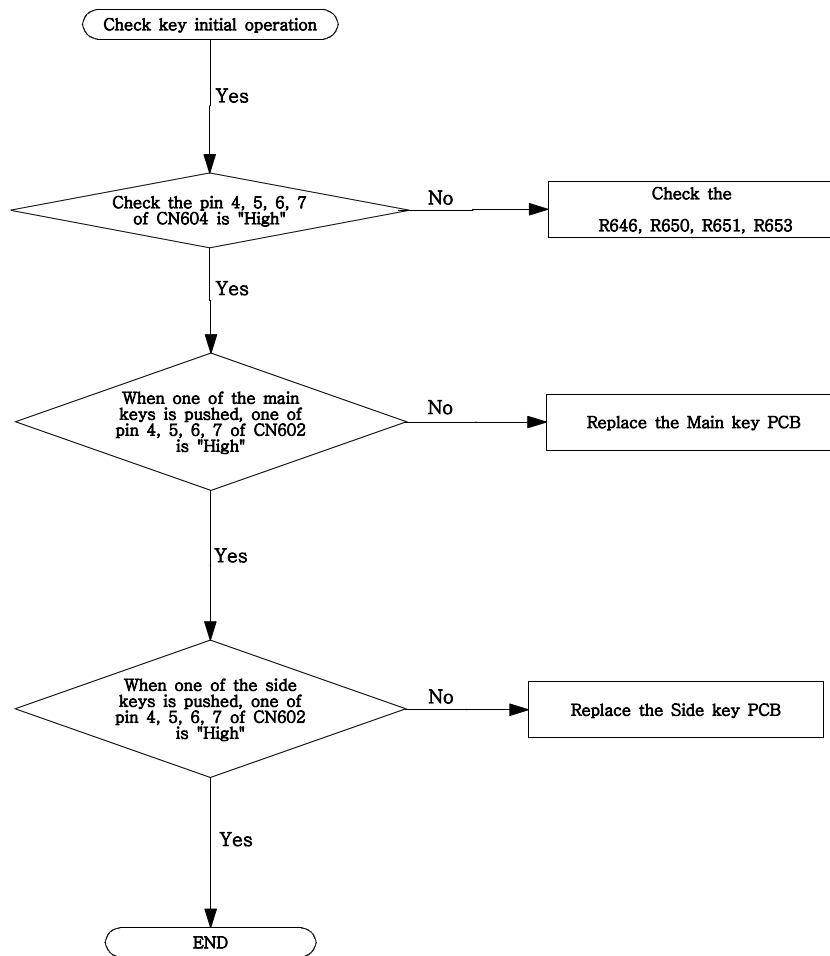 Check key initial operation
Yes
Check the pin 4, 5, 6, 7
of CN604 is "High"
No
Check the
R646, R650, R651, R653
Yes
When one of the main
keys is pushed, one of
pin 4, 5, 6, 7 of CN602
is "High"
No
Replace the Main key PCB
Yes
When one of the side
keys is pushed, one of
pin 4, 5, 6, 7 of CN602
is "High"
No
Replace the Side key PCB
Yes
END